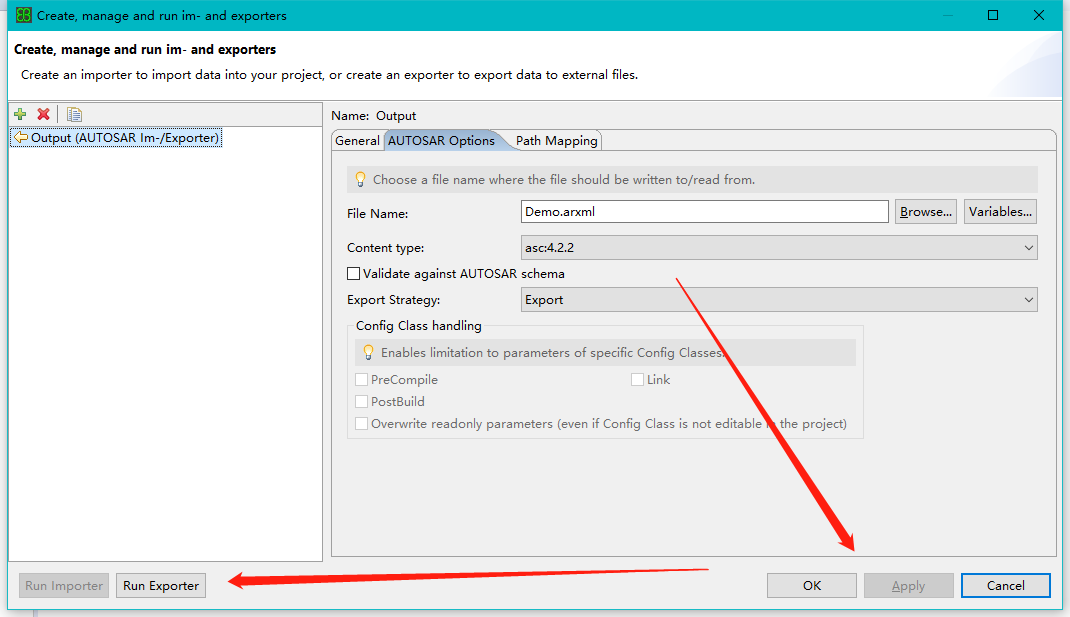 Create, manage and run im- and exporters
Create, manage and run im- and exporters
Create an importer to import data into your project, or create an exporter to export data to external files.
Output (AUTOSAR Im-/Exporter)
Name: Output
General AUTOSAR Options Path Mapping
Choose a file name where the file should be written to/read from.
File Name: Demo.arxml Browse... Variables...
Content type: asc:4.2.2
Validate against AUTOSAR schema
Export Strategy: Export
Config Class handling
Enables limitation to parameters of specific Config Classes.
PreCompile Link
PostBuild
Overwrite readonly parameters (even if Config Class is not editable in the project)
Run Importer Run Exporter OK Apply Cancel